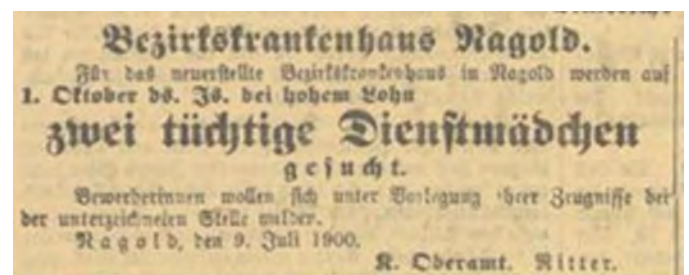 Bezirkskrankenhaus Nagold.
Für das neuerstellte Bezirkskrankenhaus in Nagold werden auf
1. Oktober ds. Js. bei hohem Lohn
zwei tüchtige Dienstmädchen
gesucht.
Bewerberinnen wollen sich unter Vorlegung ihrer Zeugnisse bei
der unterzeichneten Stelle melden.
Nagold, den 9. Juli 1900.
K. Oberamt. Ritter.